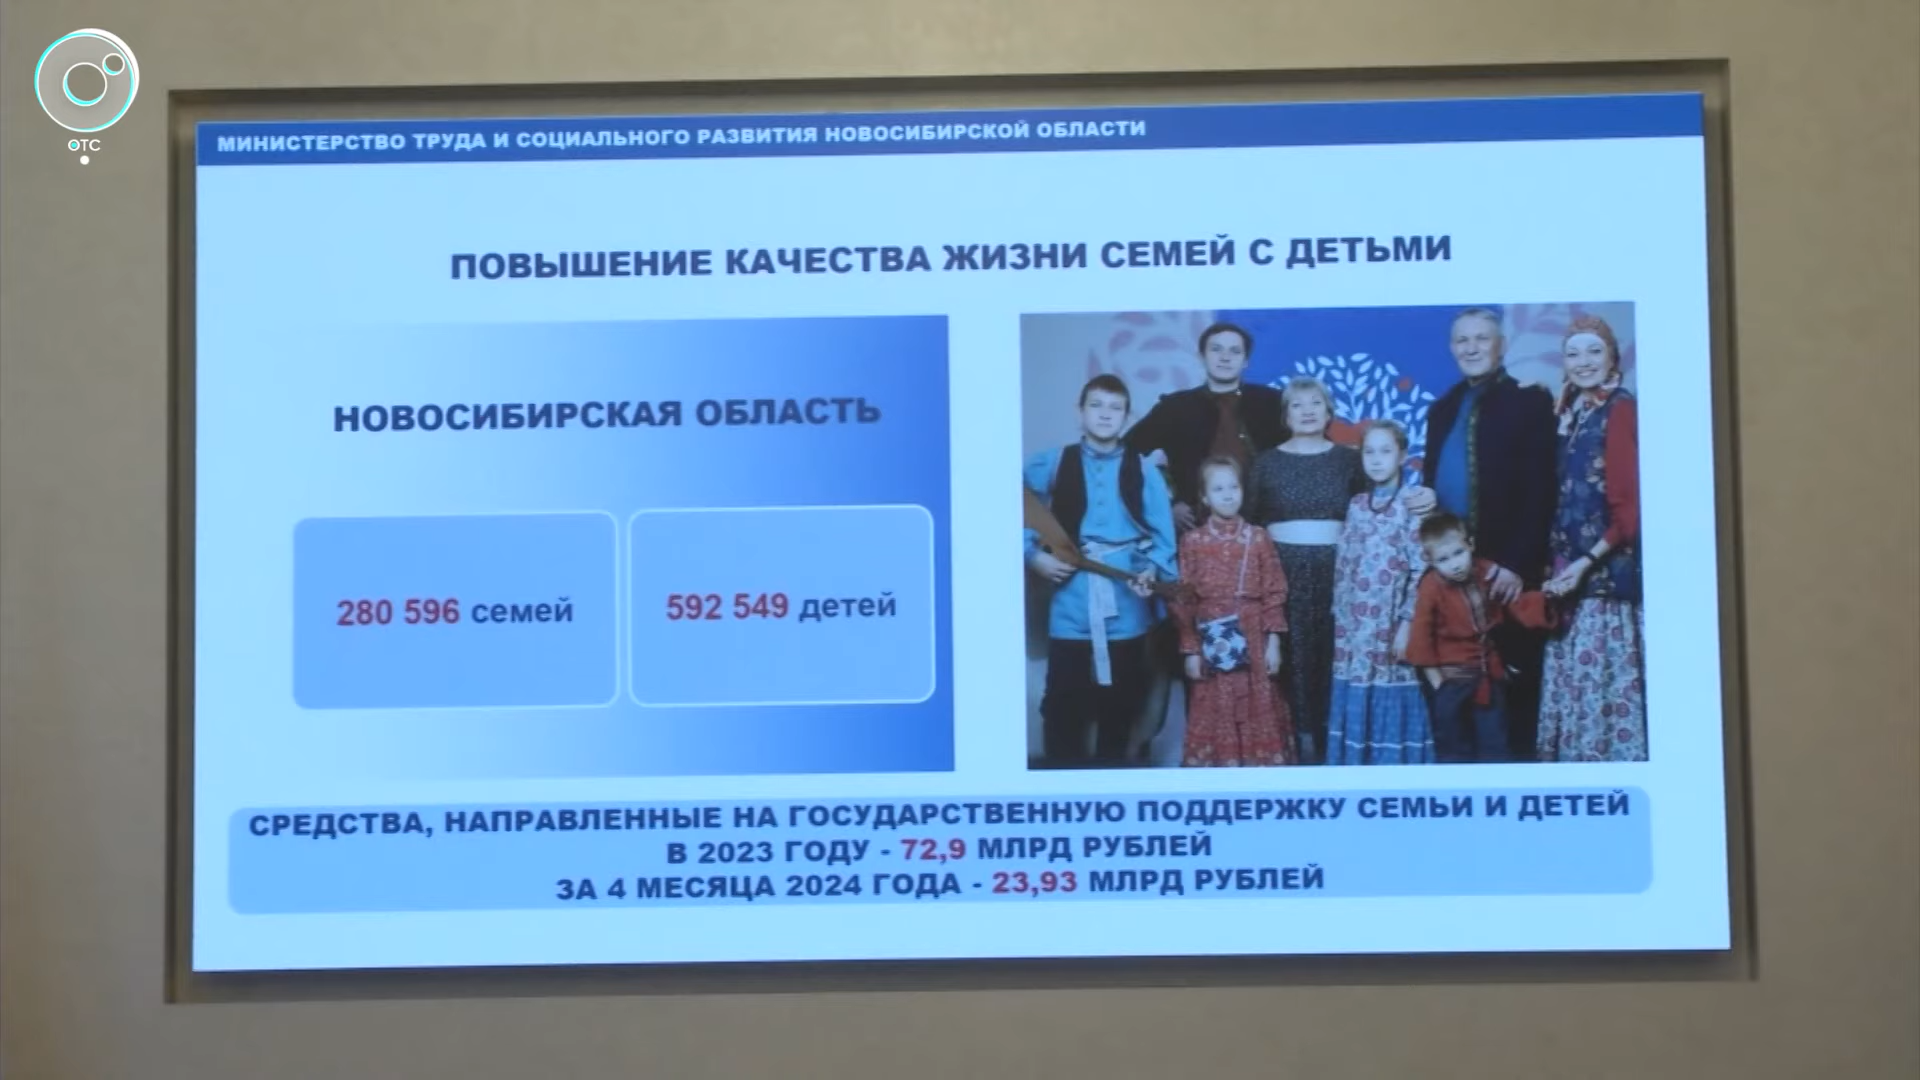 ОТС
МИНИСТЕРСТВО ТРУДА И СОЦИАЛЬНОГО РАЗВИТИЯ НОВОСИБИРСКОЙ ОБЛАСТИ
ПОВЫШЕНИЕ КАЧЕСТВА ЖИЗНИ СЕМЕЙ С ДЕТЬМИ
НОВОСИБИРСКАЯ ОБЛАСТЬ
280 596 семей
592 549 детей
СРЕДСТВА, НАПРАВЛЕННЫЕ НА ГОСУДАРСТВЕННУЮ ПОДДЕРЖКУ СЕМЬИ И ДЕТЕЙ
В 2023 ГОДУ - 72,9 МЛРД РУБЛЕЙ
ЗА 4 МЕСЯЦА 2024 ГОДА - 23,93 МЛРД РУБЛЕЙ